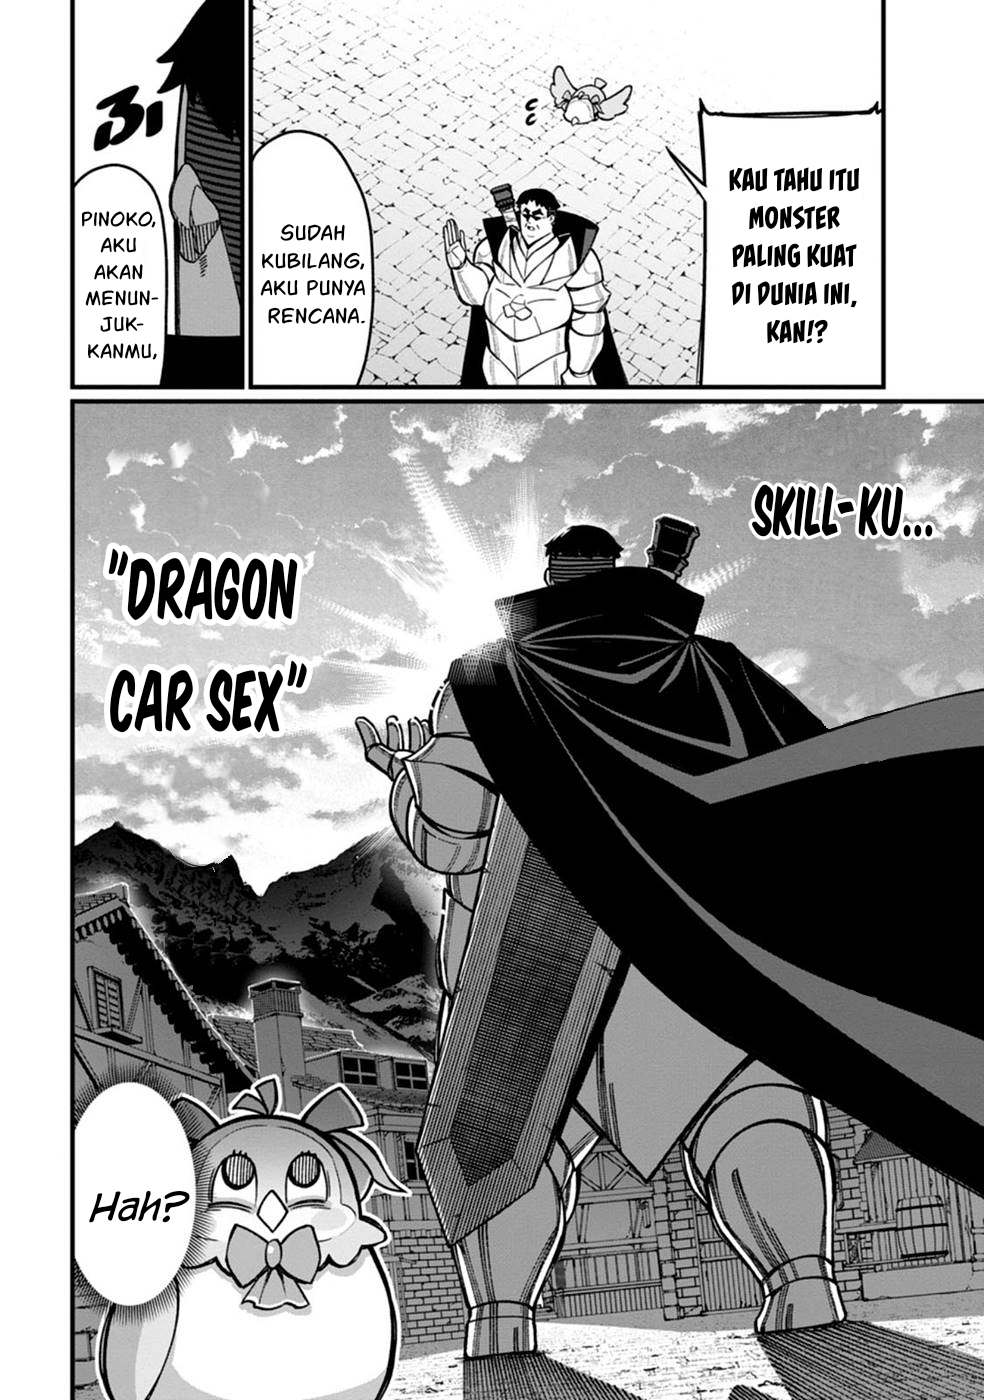 KAU TAHU ITU
MONSTER
PALING KUAT
DI DUNIA INI,
KAN!?
SUDAH
KUBILANG,
AKU PUNYA
RENCANA.
ふぃ
PINOKO,
AKU
AKAN
MENUN-
JUK-
KANMU,
SKILL-KU...
"DRAGON
CAR SEX"
Hah?